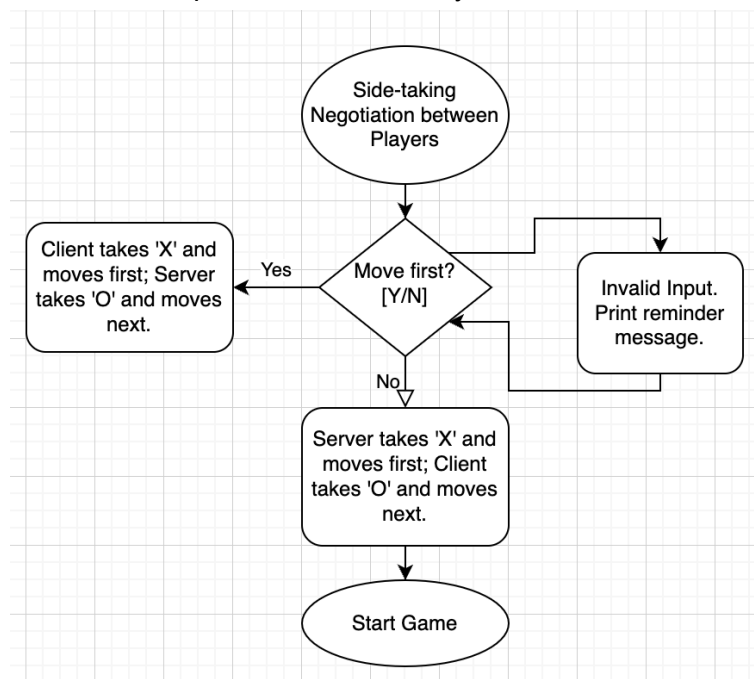 Side-taking
Negotiation between
Players
Move first?
[Y/N]
Yes
Client takes 'X' and
moves first; Server
takes 'O' and moves
next.
Invalid Input.
Print reminder
message.
No
Server takes 'X' and
moves first; Client
takes 'O' and moves
next.
Start Game